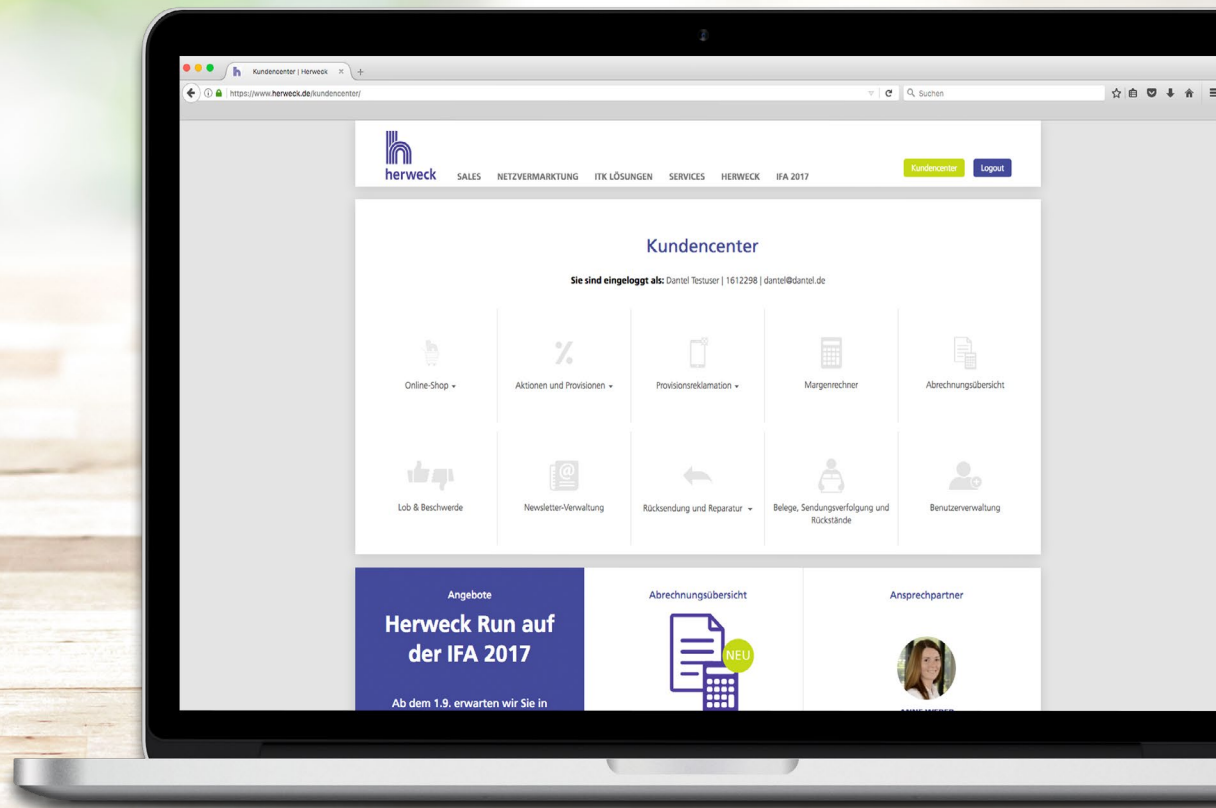 Kundencenter | Herweck
https://www.herweck.de/kundencenter/
Suchen
herweck
SALES NETZVERMARKTUNG ITK LÖSUNGEN SERVICES HERWECK IFA 2017
Kundencenter Logout
Kundencenter
Sie sind eingeloggt als: Dantel Testuser | 1612298 | dantel@dantel.de
Online-Shop
Aktionen und Provisionen
Provisionsreklamation
Margenrechner
Abrechnungsübersicht
Lob & Beschwerde
Newsletter-Verwaltung
Rücksendung und Reparatur
Belege, Sendungsverfolgung und
Rückstände
Benutzerverwaltung
Angebote
Herweck Run auf
der IFA 2017
Ab dem 1.9. erwarten wir Sie in
Abrechnungsübersicht
NEU
Ansprechpartner